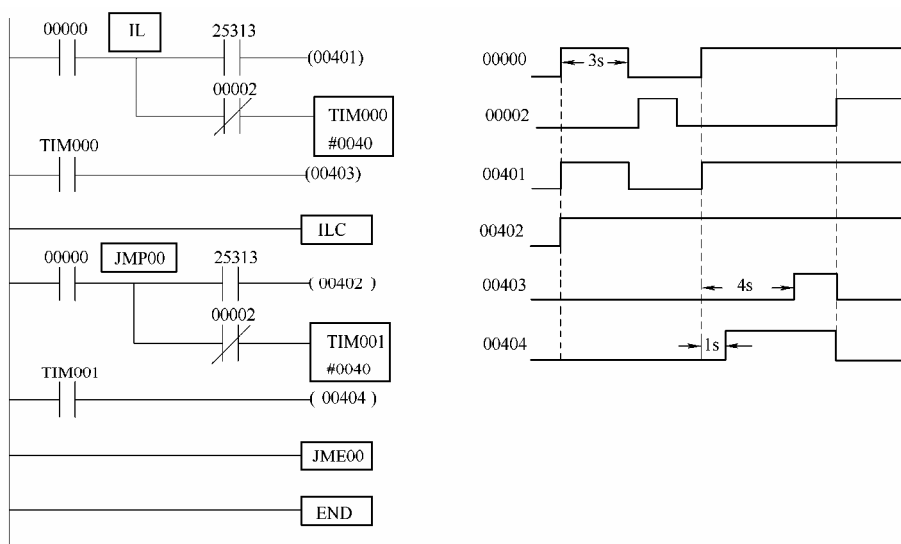 00000 IL 25313
(00401)
00002
TIM000
#0040
TIM000
(00403)
ILC
00000 JMP00 25313
( 00402 )
00002
TIM001
#0040
TIM001
( 00404 )
JME00
END
00000
3s
00002
00401
00402
00403
4s
00404
1s